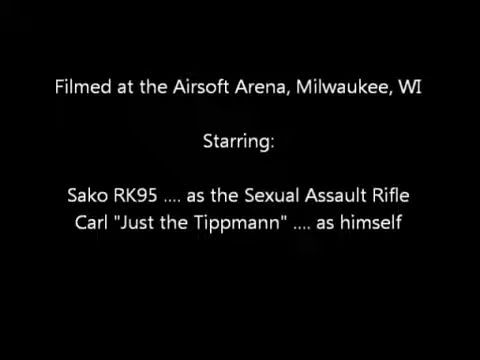 Filmed at the Airsoft Arena, Milwaukee, WI
Starring:
Sako RK95 .... as the Sexual Assault Rifle
Carl "Just the Tippmann" .... as himself